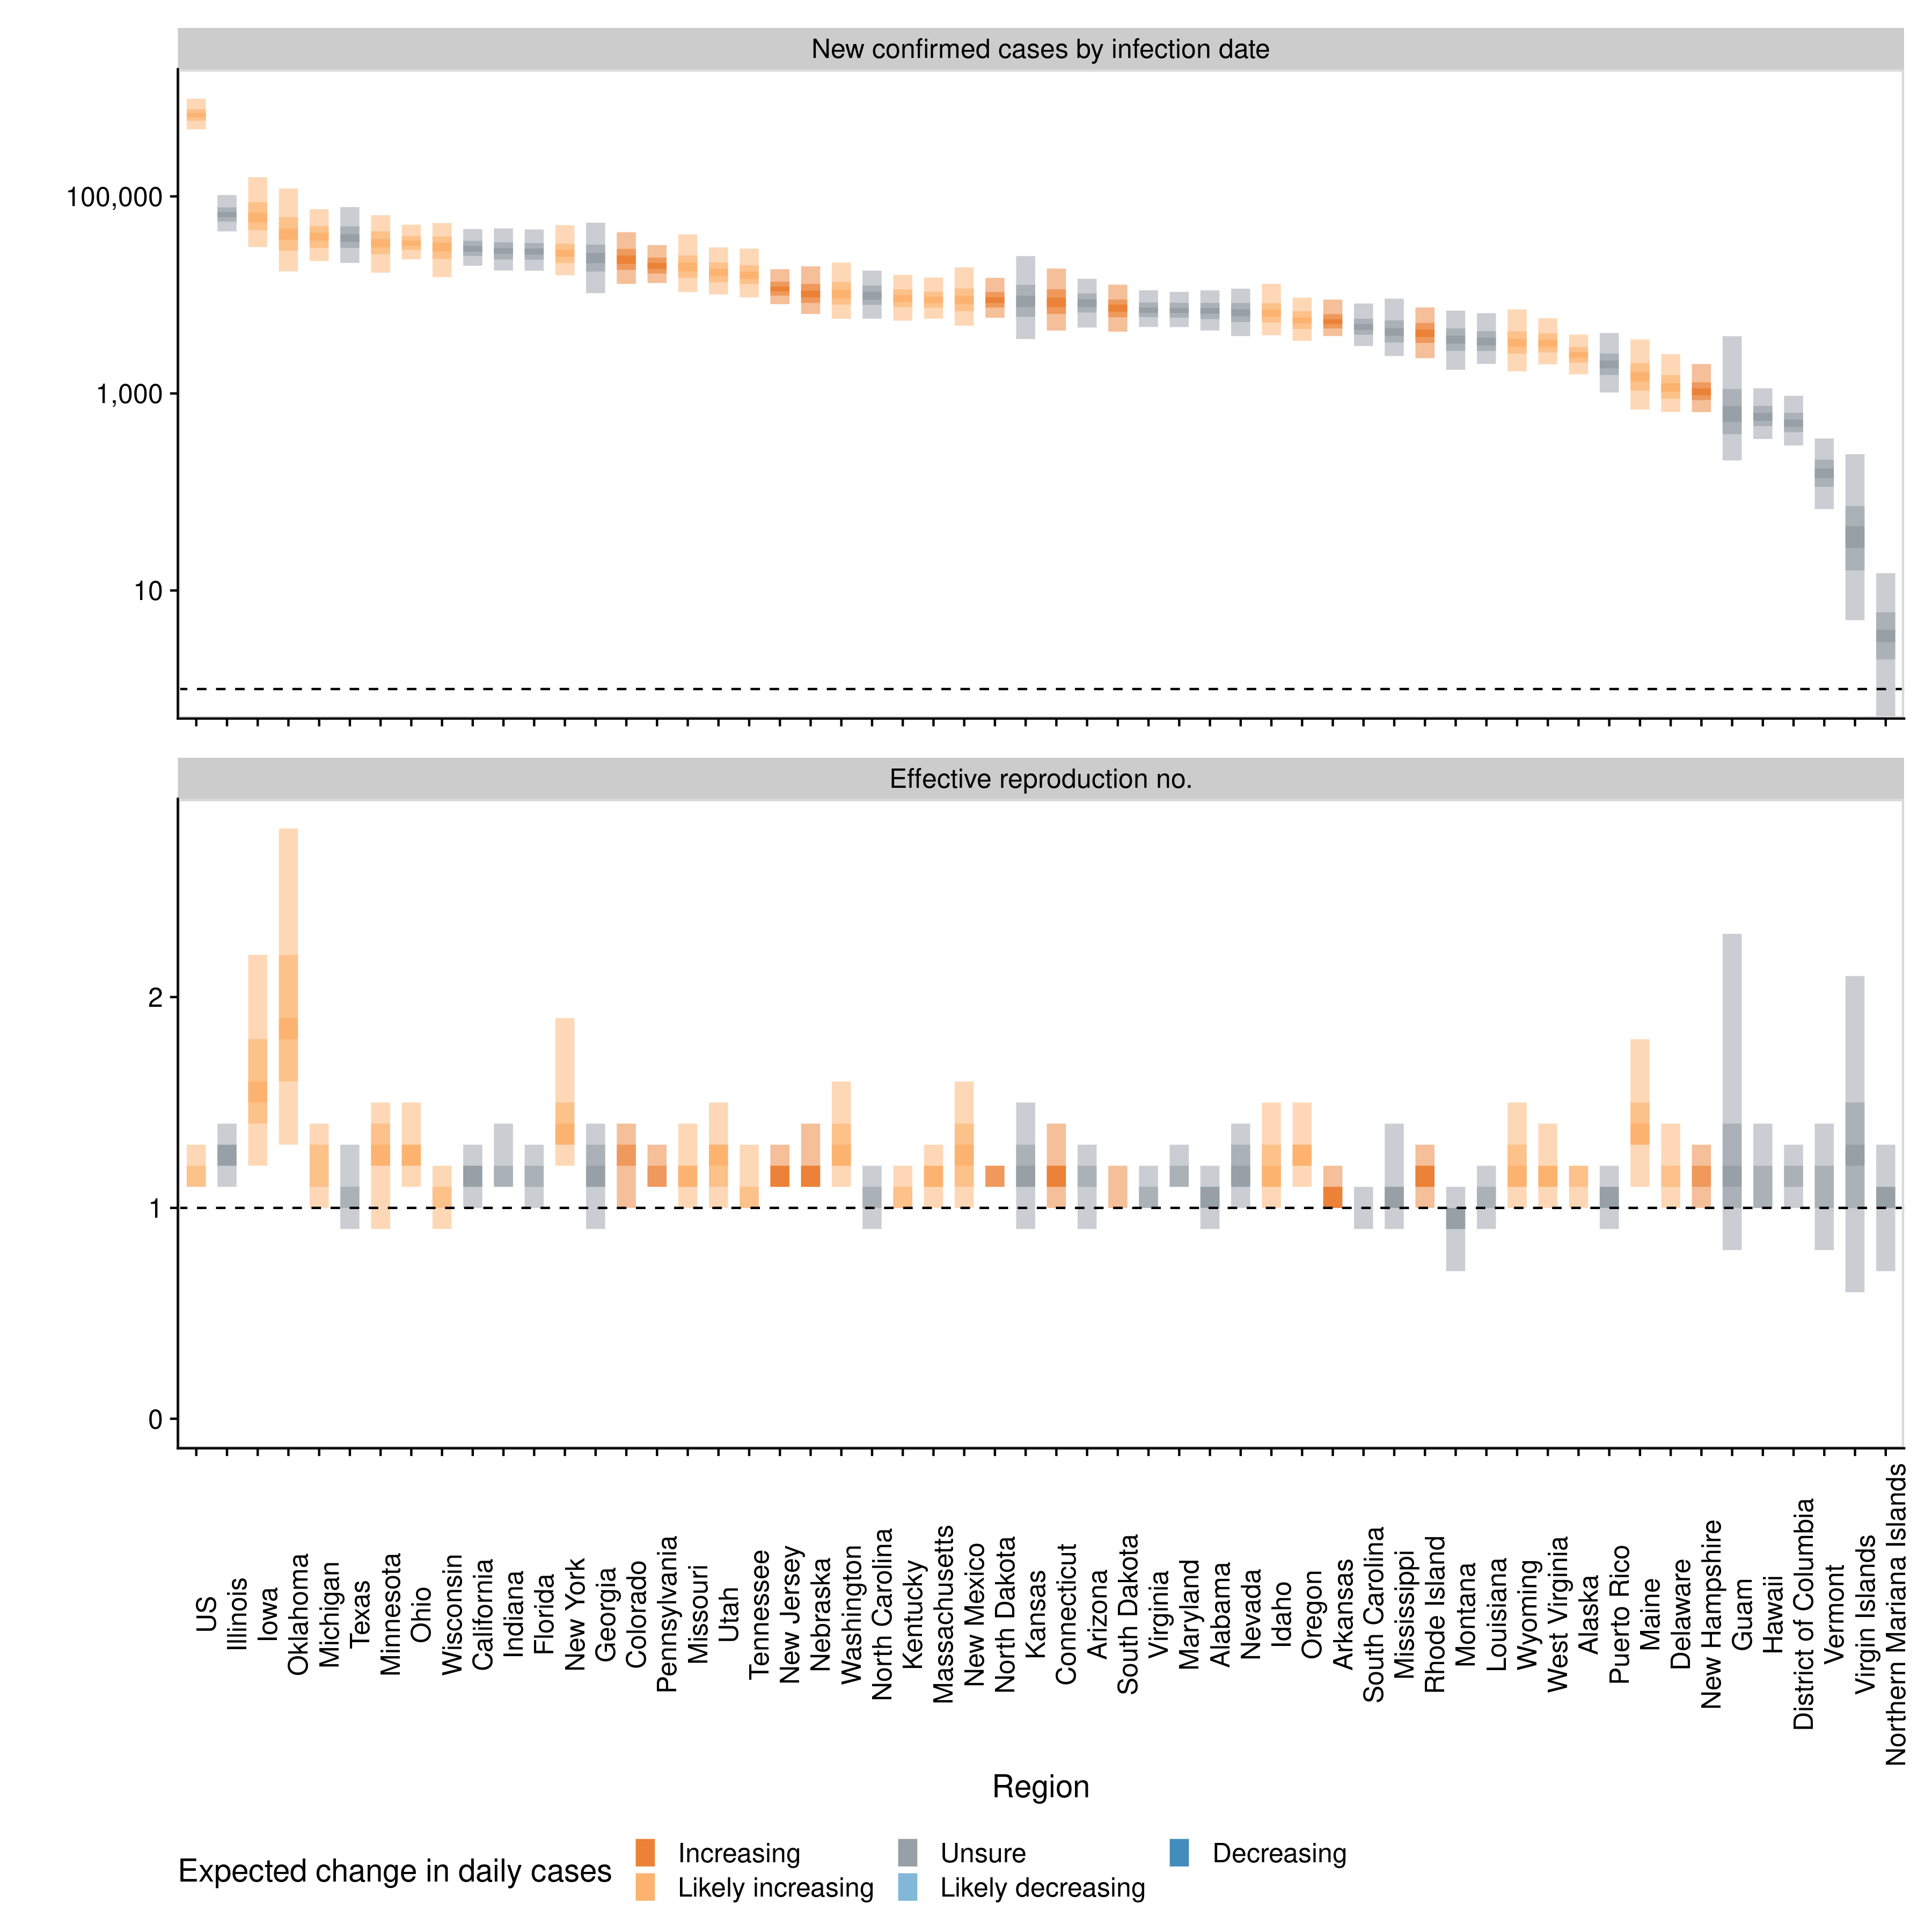 New confirmed cases by infection date
100,000
1,000
10
Effective reproduction no.
2
1
0
US
Illinois
Iowa
Oklahoma
Michigan
Texas
Minnesota
Ohio
Wisconsin
California
Indiana
Florida
New York
Georgia
Colorado
Pennsylvania
Missouri
Utah
Tennessee
New Jersey
Nebraska
Washington
North Carolina
Kentucky
Massachusetts
New Mexico
North Dakota
Kansas
Connecticut
Arizona
South Dakota
Virginia
Maryland
Alabama
Nevada
Idaho
Oregon
Arkansas
South Carolina
Mississippi
Rhode Island
Montana
Louisiana
Wyoming
West Virginia
Alaska
Puerto Rico
Maine
Delaware
New Hampshire
Guam
Hawaii
District of Columbia
Vermont
Virgin Islands
Northern Mariana Islands
Region
Expected change in daily cases
Increasing
Unsure
Decreasing
Likely increasing
Likely decreasing